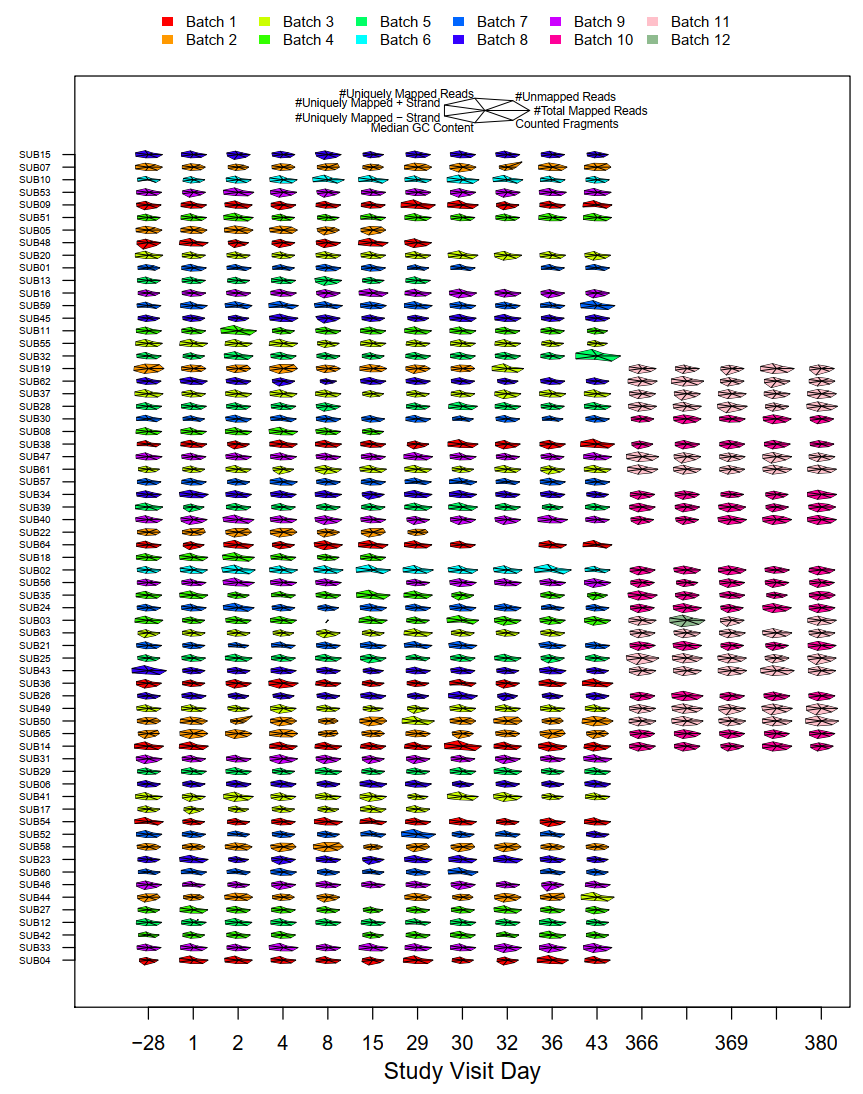 Batch 1 Batch 3 Batch 5 Batch 7 Batch 9 Batch 11
Batch 2 Batch 4 Batch 6 Batch 8 Batch 10 Batch 12
#Uniquely Mapped Reads #Unmapped Reads
#Uniquely Mapped + Strand #Total Mapped Reads
#Uniquely Mapped − Strand Counted Fragments
Median GC Content
SUB15
SUB07
SUB10
SUB53
SUB09
SUB51
SUB05
SUB48
SUB20
SUB01
SUB13
SUB16
SUB59
SUB45
SUB11
SUB55
SUB32
SUB19
SUB62
SUB37
SUB28
SUB30
SUB08
SUB38
SUB47
SUB61
SUB57
SUB34
SUB39
SUB40
SUB22
SUB64
SUB18
SUB02
SUB56
SUB35
SUB24
SUB03
SUB63
SUB21
SUB25
SUB43
SUB36
SUB26
SUB49
SUB50
SUB65
SUB14
SUB31
SUB29
SUB06
SUB41
SUB17
SUB54
SUB52
SUB58
SUB23
SUB60
SUB46
SUB44
SUB27
SUB12
SUB42
SUB33
SUB04
−28 1 2 4 8 15 29 30 32 36 43 366 369 380
Study Visit Day